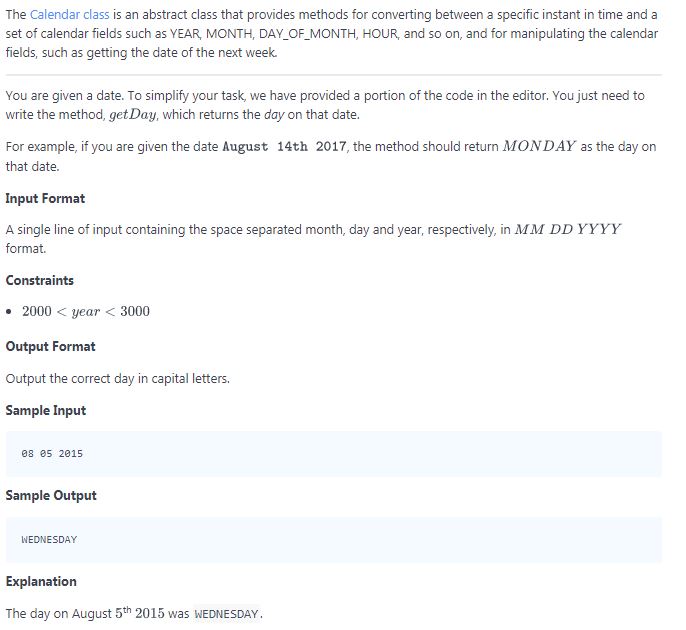 The Calendar class is an abstract class that provides methods for converting between a specific instant in time and a
set of calendar fields such as YEAR, MONTH, DAY_OF_MONTH, HOUR, and so on, and for manipulating the calendar
fields, such as getting the date of the next week.
You are given a date. To simplify your task, we have provided a portion of the code in the editor. You just need to
write the method, getDay, which returns the day on that date.
For example, if you are given the date August 14th 2017, the method should return MONDAY as the day on
that date.
Input Format
A single line of input containing the space separated month, day and year, respectively, in MM DD YYYY
format.
Constraints
• 2000 < year < 3000
Output Format
Output the correct day in capital letters.
Sample Input
08 05 2015
Sample Output
WEDNESDAY
Explanation
The day on August 5th 2015 was WEDNESDAY.